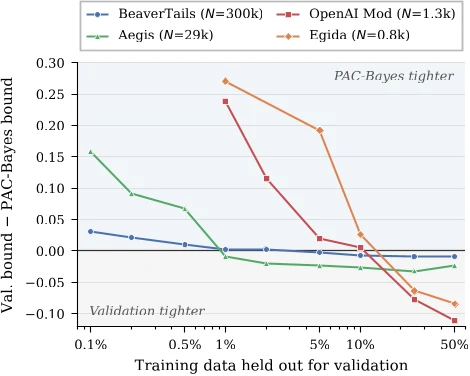 BeaverTails (N=300k)
OpenAI Mod (N=1.3k)
Aegis (N=29k)
Egida (N=0.8k)
Val. bound − PAC-Bayes bound
0.30
0.25
0.20
0.15
0.10
0.05
0.00
−0.05
−0.10
PAC-Bayes tighter
Validation tighter
0.1% 0.5% 1% 5% 10% 50%
Training data held out for validation